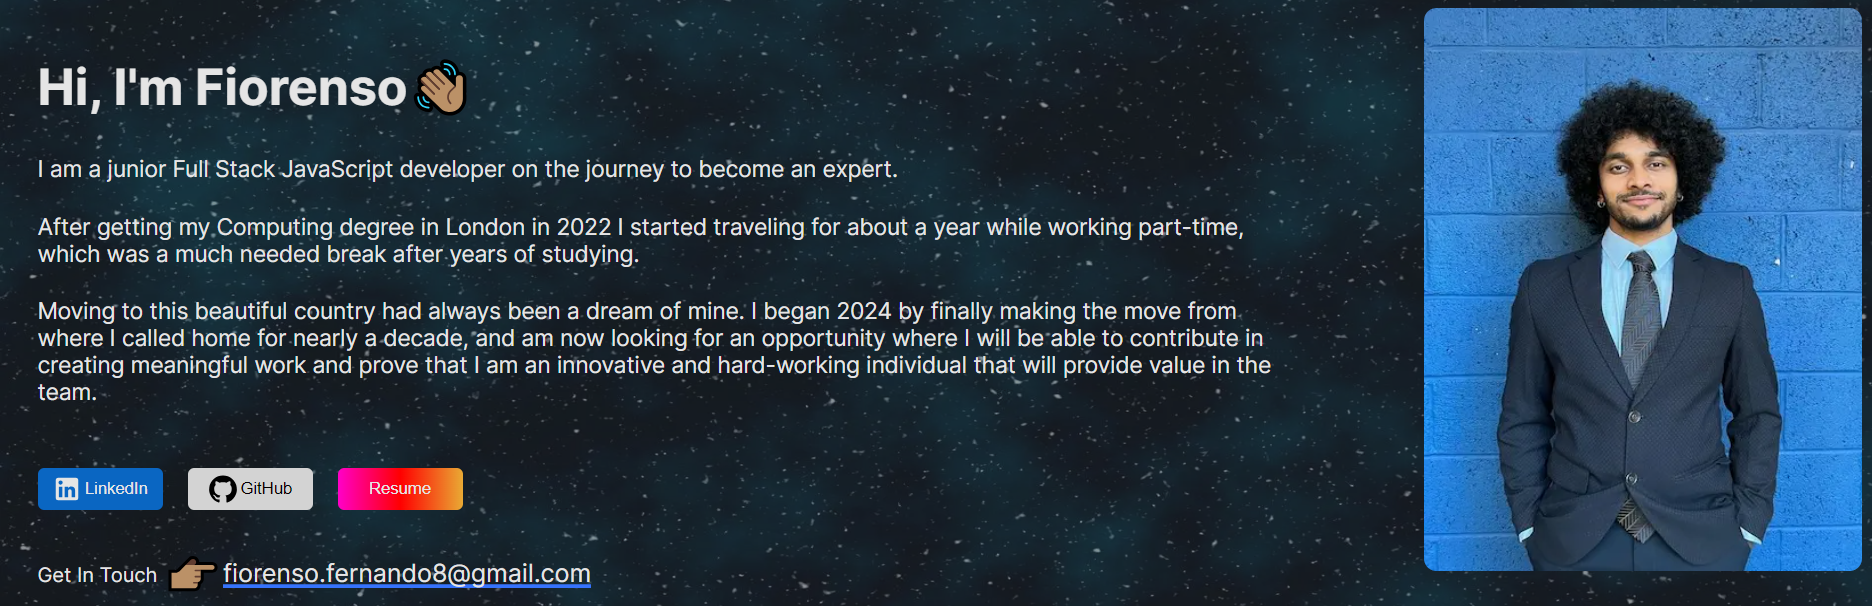 Hi, I'm Fiorenso
I am a junior Full Stack JavaScript developer on the journey to become an expert.
After getting my Computing degree in London in 2022 I started traveling for about a year while working part-time,
which was a much needed break after years of studying.
Moving to this beautiful country had always been a dream of mine. I began 2024 by finally making the move from
where I called home for nearly a decade, and am now looking for an opportunity where I will be able to contribute in
creating meaningful work and prove that I am an innovative and hard-working individual that will provide value in the
team.
in LinkedIn GitHub Resume
Get In Touch fiorenso.fernando8@gmail.com